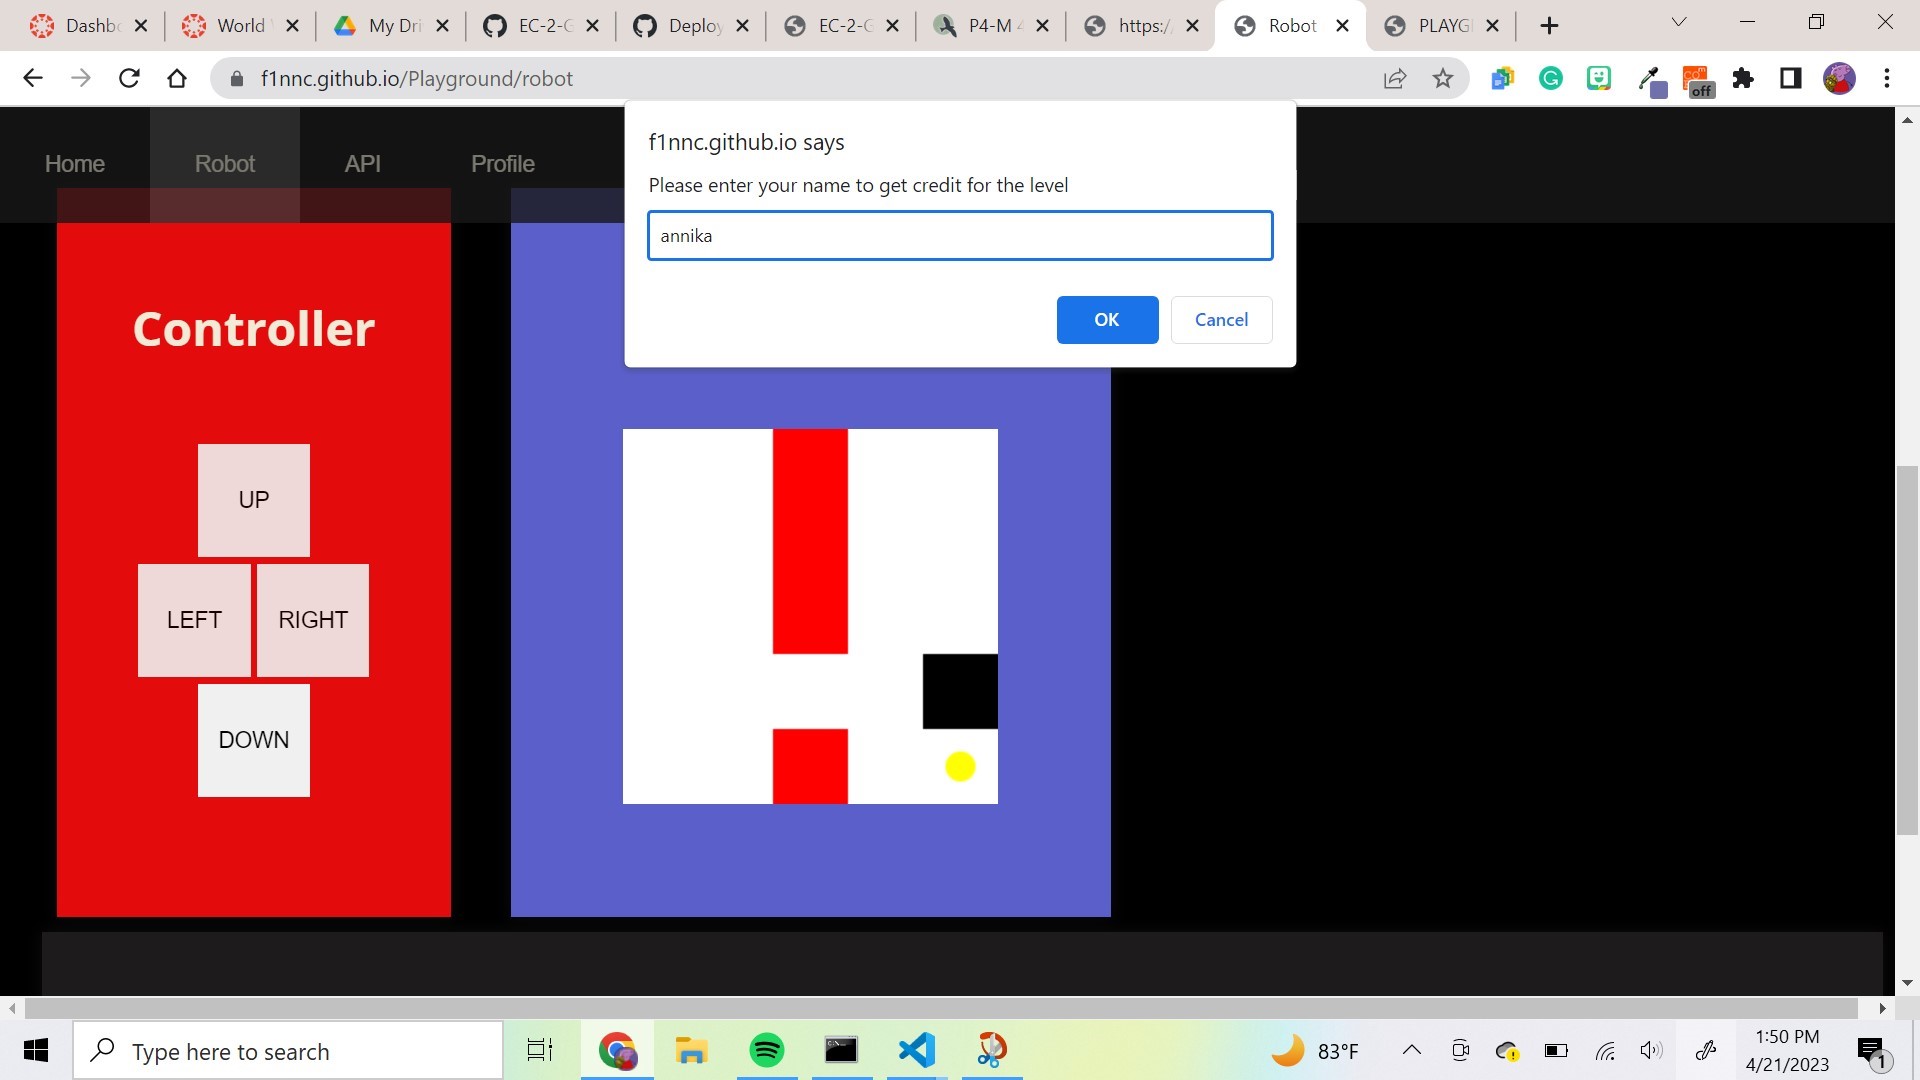 Dashbo World My Dri EC-2-G Deploy EC-2-G P4-M 4 https:/ Robot PLAYG
f1nnc.github.io/Playground/robot
off
Home Robot API Profile
f1nnc.github.io says
Please enter your name to get credit for the level
annika
OK Cancel
Controller
UP
LEFT RIGHT
DOWN
Type here to search
83°F
1:50 PM
4/21/2023
1